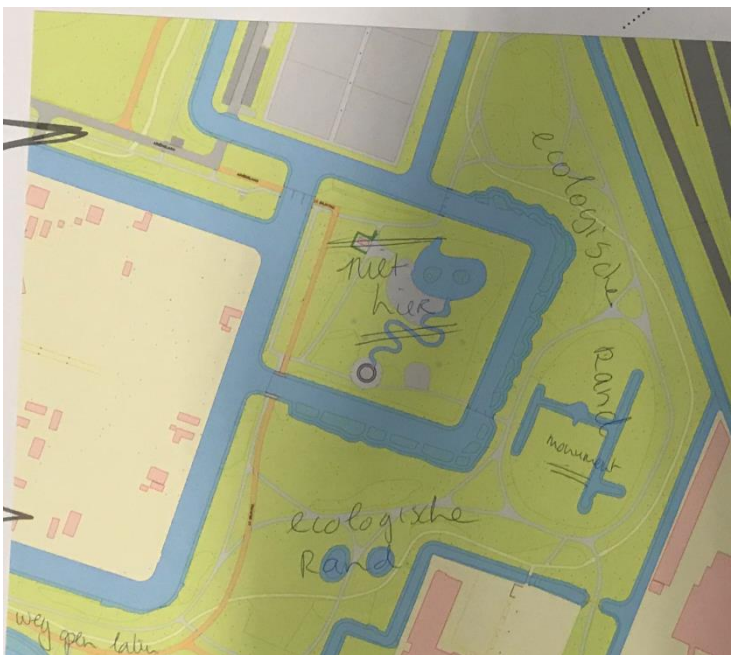 ecologische
Rand
niet
hier
monument
ecologische
Rand
weg open laten